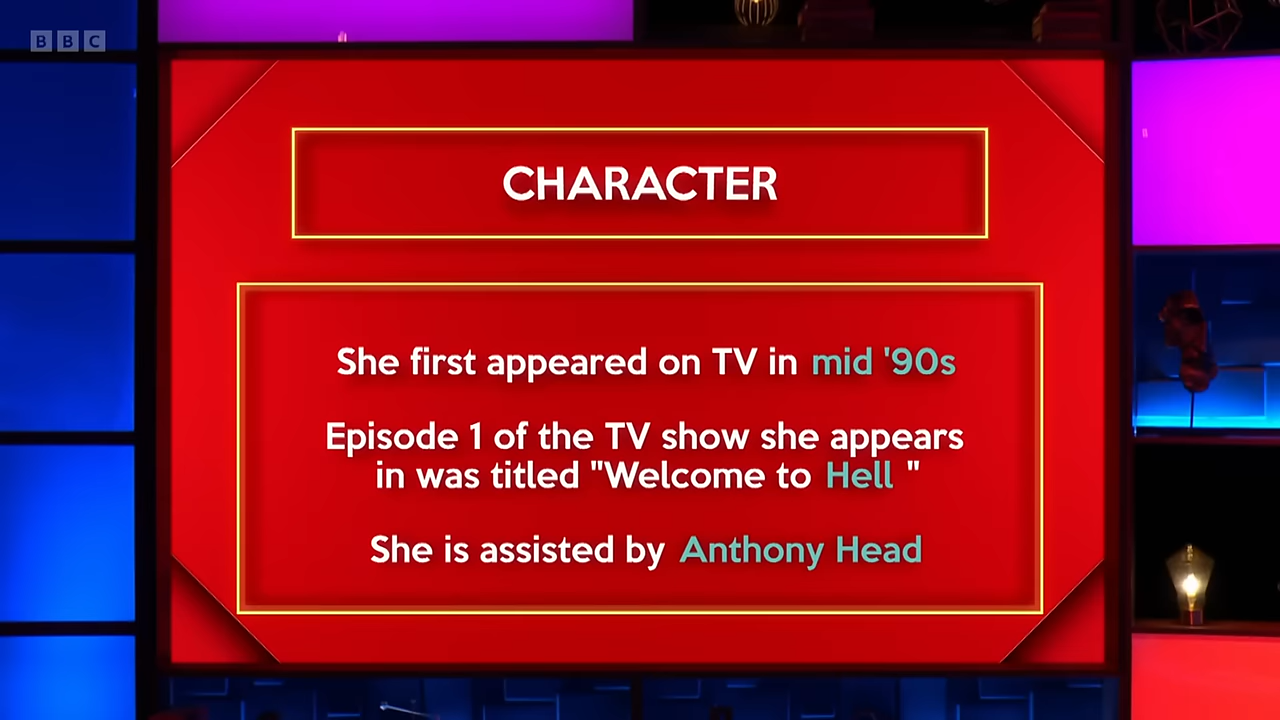 BBC
CHARACTER
She first appeared on TV in mid '90s
Episode 1 of the TV show she appears
in was titled "Welcome to Hell "
She is assisted by Anthony Head